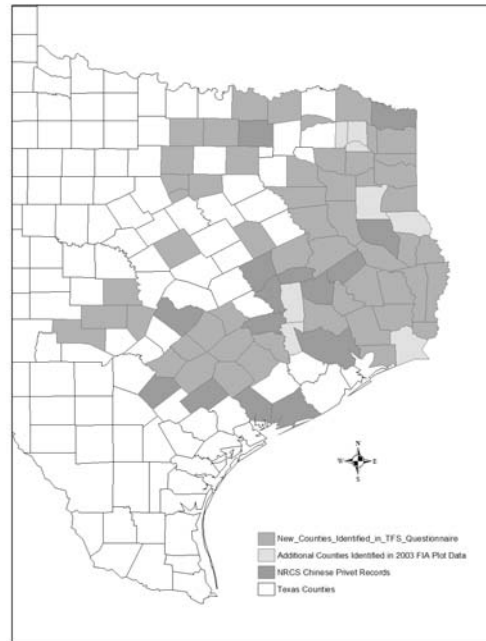 N
W E
S
New_Counties_Identified_in_TFS_Questionnaire
Additional Counties Identified in 2003 FIA Plot Data
NRCS Chinese Privet Records
Texas Counties